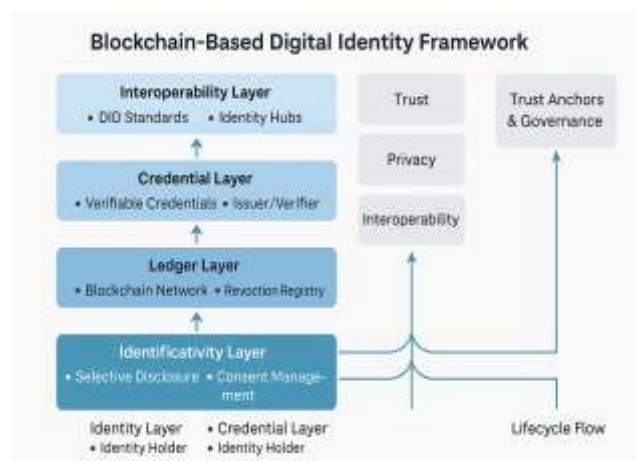 Blockchain-Based Digital Identity Framework
Interoperability Layer
• DIO Standards • Identity Hubs
Credential Layer
• Verifiable Credentials • Issuer/Verifier
Ledger Layer
• Blockchain Network • Revoction Registry
Identificativity Layer
• Selective Disclosure • Consent Manage-
ment
Identity Layer • Credential Layer
• Identity Holder • Identity Holder
Trust
Privacy
Interoperability
Trust Anchors
& Governance
Lifecycle Flow